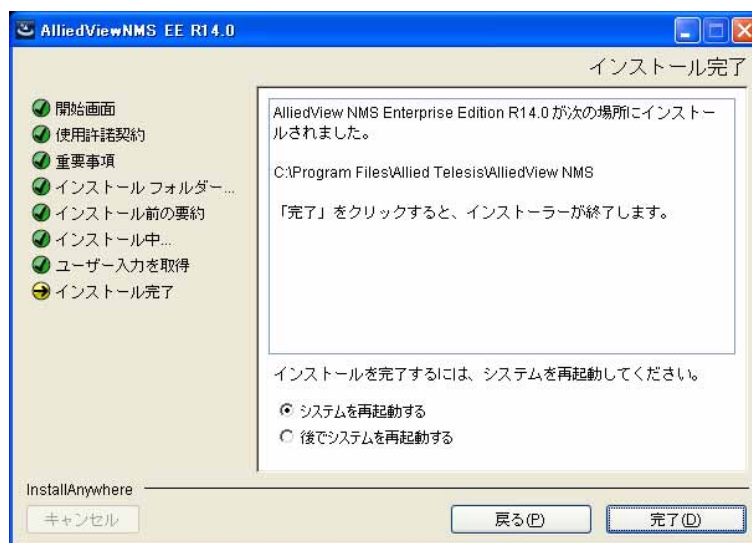 AlliedViewNMS EE R14.0
インストール完了
開始画面
使用許諾契約
重要事項
インストール フォルダー...
インストール前の要約
インストール中...
ユーザー入力を取得
インストール完了
AlliedView NMS Enterprise Edition R14.0 が次の場所にインストー
ルされました。
C:\Program Files\Allied Telesis\AlliedView NMS
「完了」をクリックすると、インストーラーが終了します。
インストールを完了するには、システムを再起動してください。
システムを再起動する
後でシステムを再起動する
InstallAnywhere
キャンセル
戻る(P)
完了(D)